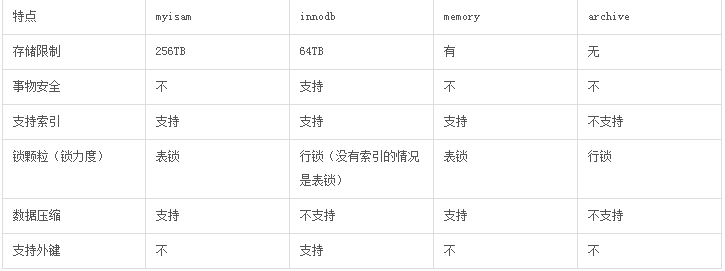 特点 myisam innodb memory archive
存储限制 256TB 64TB 有 无
事物安全 不 支持 不 不
支持索引 支持 支持 支持 不支持
锁颗粒（锁力度） 表锁 行锁（没有索引的情况 表锁 行锁
是表锁）
数据压缩 支持 不支持 支持 不支持
支持外键 不 支持 不 不